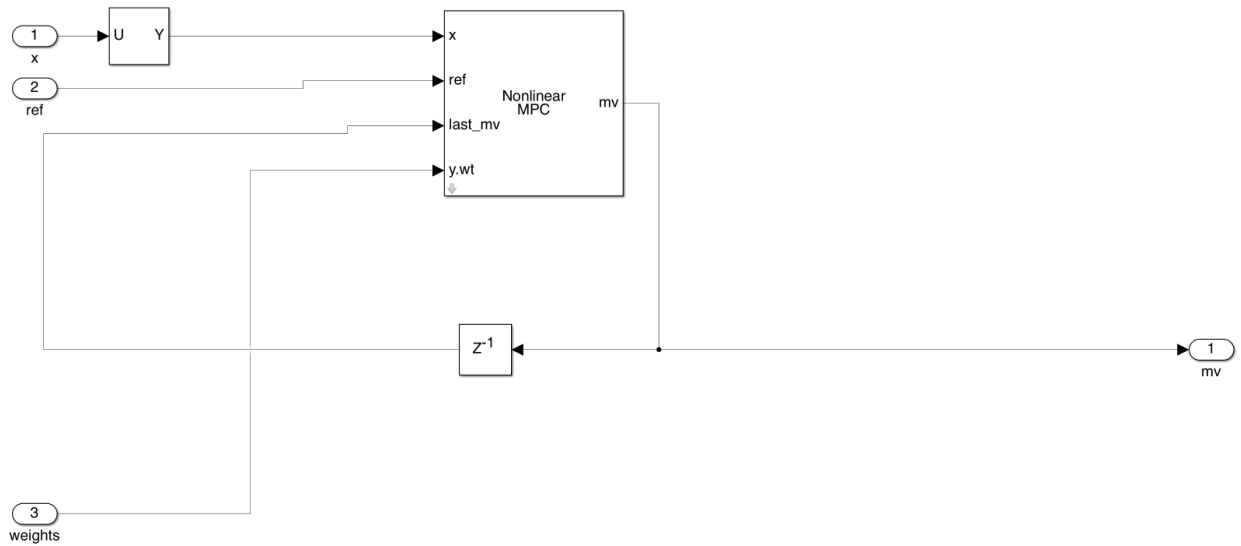 1
x
U Y
2
ref
x
ref
last_mv
y.wt
Nonlinear
MPC
mv
Z-1
1
mv
3
weights